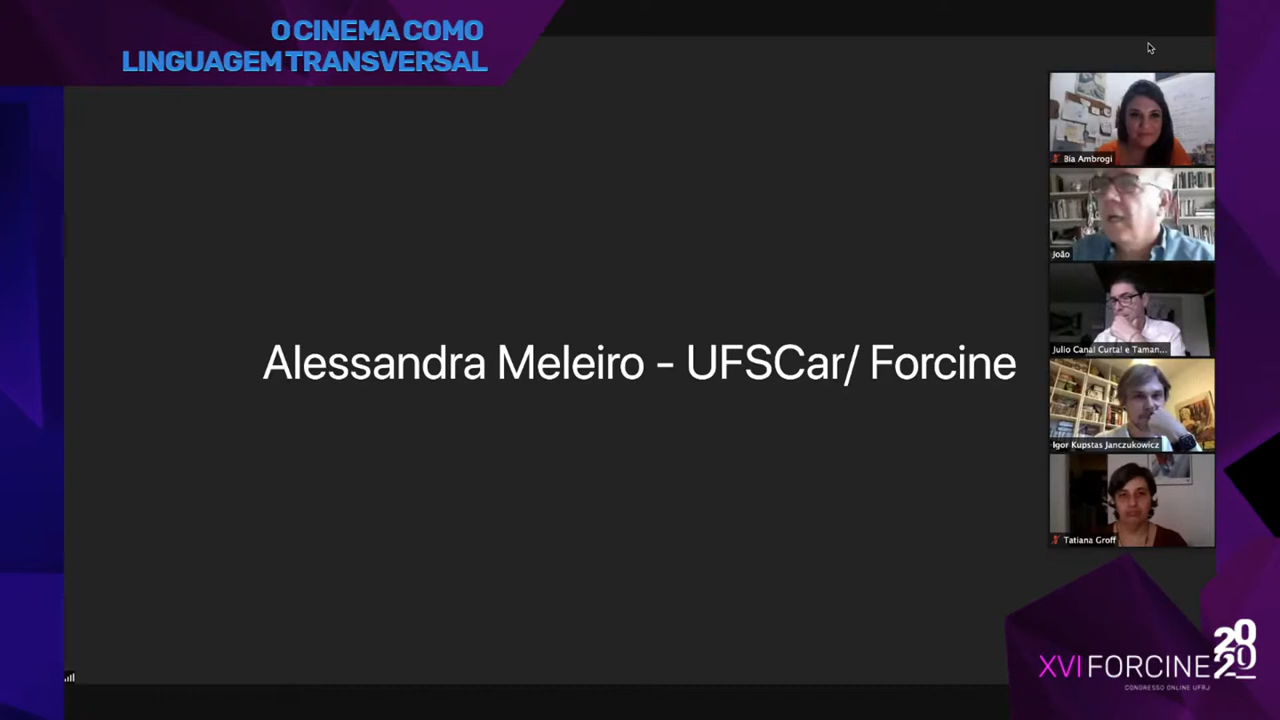 O CINEMA COMO
LINGUAGEM TRANSVERSAL
Bia Ambrogi
João
Julio Canal Curta! e Taman...
Alessandra Meleiro - UFSCar/ Forcine
Igor Kupstas Janczukowicz
Tatiana Groff
XVI FORCINE 2020
CONGRESSO ONLINE UFRJ